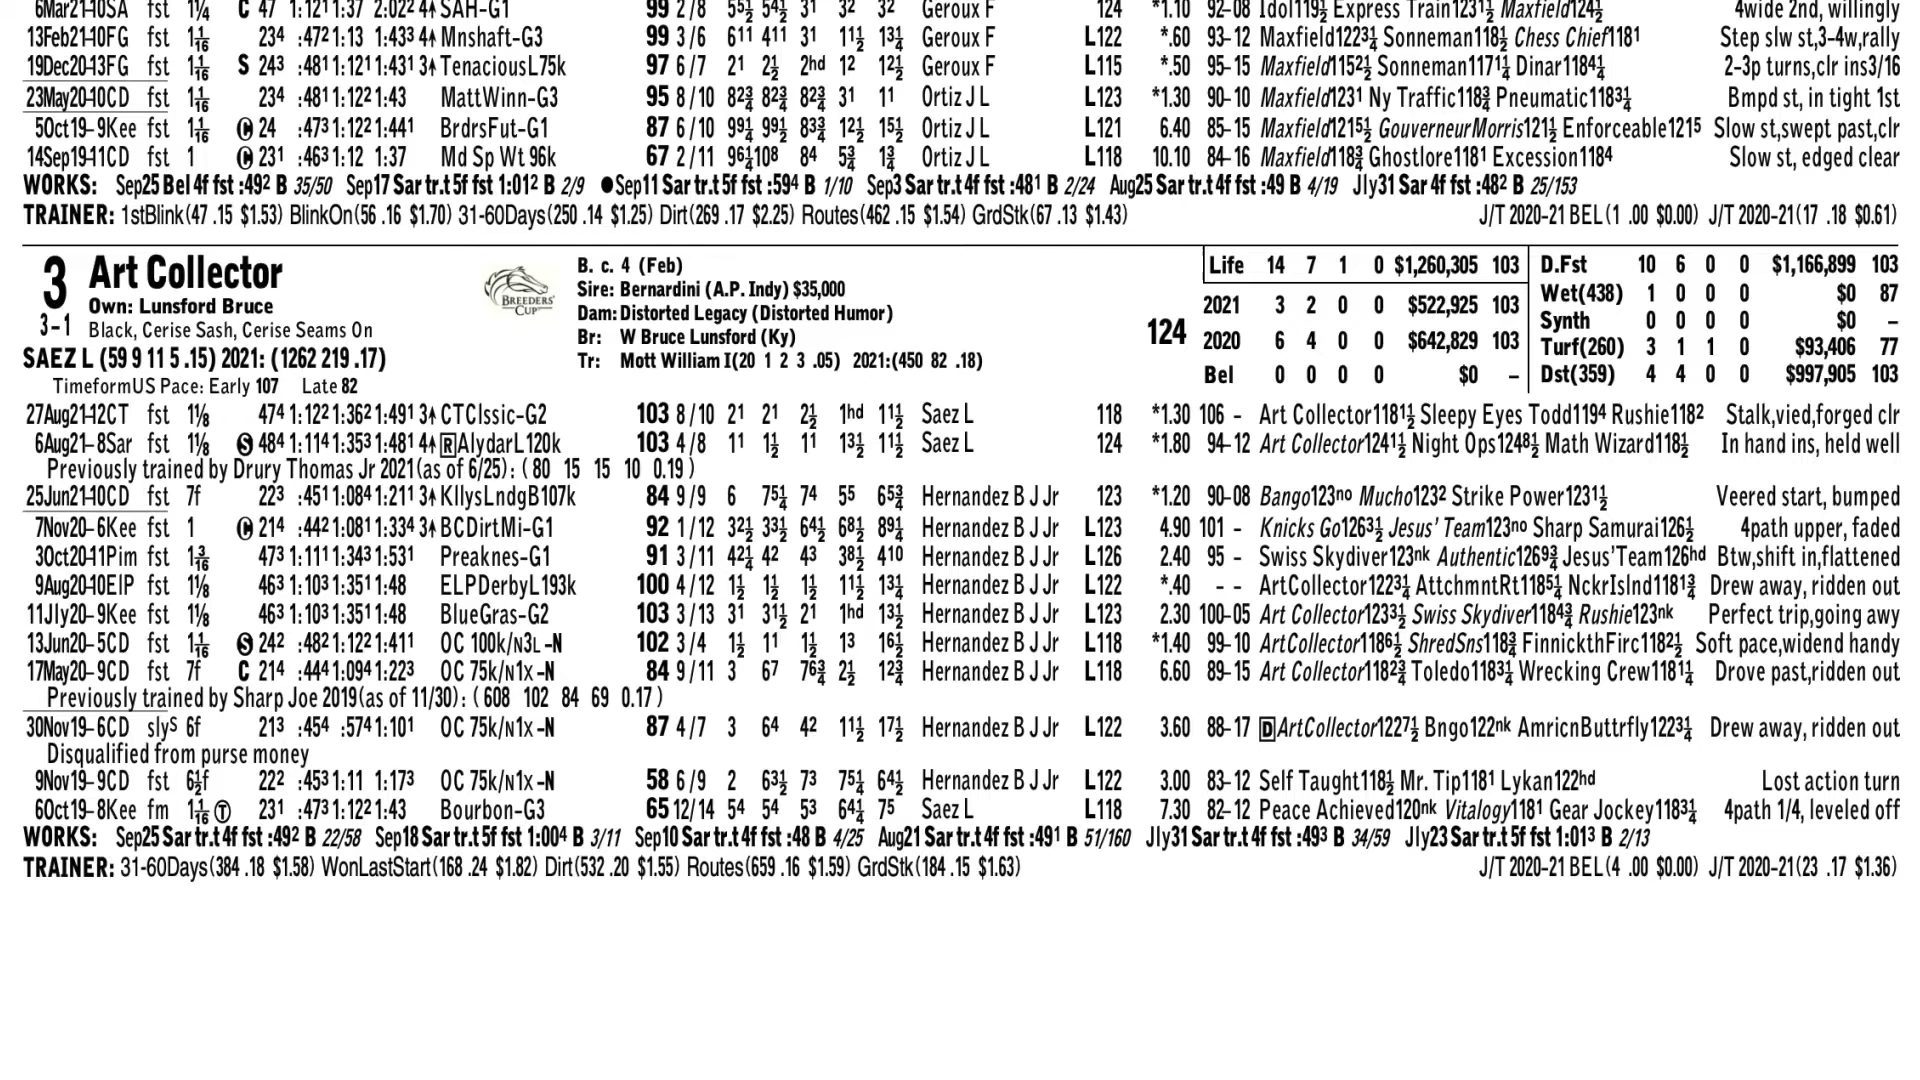 6Mar21-10SA fst 1¼ C 47 1:12¹ 1:37 2:02² 4↑ SAH-G1 99 2/8 55½ 54½ 3¹ 3² 3² Geroux F 124 *1.10 92-08 Idol119½ Express Train123¹½ Maxfield124½ 4wide 2nd, willingly
13Feb21-10FG fst 1 1/16 23⁴ :47² 1:13 1:43³ 4↑ Mnshaft-G3 99 3/6 6¹¹ 4¹¹ 3¹ 1¹½ 1³¼ Geroux F L122 *.60 93-12 Maxfield122³¼ Sonneman118½ Chess Chief118¹ Step slw st,3-4w,rally
19Dec20-13FG fst 1 1/16 S 24³ :48¹ 1:12¹ 1:43¹ 3↑ TenaciousL75k 97 6/7 2¹ 2½ 2hd 1² 1²½ Geroux F L115 *.50 95-15 Maxfield115²½ Sonneman117¹¼ Dinar118⁴¼ 2-3p turns,clr ins3/16
23May20-10CD fst 1 1/16 23⁴ :48¹ 1:12² 1:43 MattWinn-G3 95 8/10 8²¾ 8²¾ 8²¾ 3¹ 1¹ Ortiz J L L123 *1.30 90-10 Maxfield123¹ Ny Traffic118¾ Pneumatic118³¼ Bmpd st, in tight 1st
5Oct19-9Kee fst 1 1/16 C 24 :47³ 1:12² 1:44¹ BrdrsFut-G1 87 6/10 9⁹¼ 9⁹½ 8³¾ 1²½ 1⁵½ Ortiz J L L121 6.40 85-15 Maxfield121⁵½ GouverneurMorris121¹½ Enforceable121⁵ Slow st,swept past,clr
14Sep19-11CD fst 1 C 23¹ :46³ 1:12 1:37 Md Sp Wt 96k 67 2/11 9⁶¼ 10⁸ 8⁴ 5¾ 1¾ Ortiz J L L118 10.10 84-16 Maxfield118¾ Ghostlore118¹ Excession118⁴ Slow st, edged clear
WORKS: Sep25 Bel 4f fst :49² B 35/50 Sep17 Sar tr.t 5f fst 1:01² B 2/9 ●Sep11 Sar tr.t 5f fst :59⁴ B 1/10 Sep3 Sar tr.t 4f fst :48¹ B 2/24 Aug25 Sar tr.t 4f fst :49 B 4/19 Jly31 Sar 4f fst :48² B 25/153
TRAINER: 1stBlink(47 .15 $1.53) BlinkOn(56 .16 $1.70) 31-60Days(250 .14 $1.25) Dirt(269 .17 $2.25) Routes(462 .15 $1.54) GrdStk(67 .13 $1.43) J/T 2020-21 BEL(1 .00 $0.00) J/T 2020-21(17 .18 $0.61)
3 Art Collector
Own: Lunsford Bruce
3-1 Black, Cerise Sash, Cerise Seams On
SAEZ L (59 9 11 5 .15) 2021: (1262 219 .17)
TimeformUS Pace: Early 107 Late 82
BREEDERS' CUP
B. c. 4 (Feb)
Sire: Bernardini (A.P. Indy) $35,000
Dam: Distorted Legacy (Distorted Humor)
Br: W Bruce Lunsford (Ky)
Tr: Mott William I(20 1 2 3 .05) 2021:(450 82 .18)
124
Life 14 7 1 0 $1,260,305 103
2021 3 2 0 0 $522,925 103
2020 6 4 0 0 $642,829 103
Bel 0 0 0 0 $0 –
D.Fst 10 6 0 0 $1,166,899 103
Wet(438) 1 0 0 0 $0 87
Synth 0 0 0 0 $0 –
Turf(260) 3 1 1 0 $93,406 77
Dst(359) 4 4 0 0 $997,905 103
27Aug21-12CT fst 1⅛ 47⁴ 1:12² 1:36² 1:49¹ 3↑ CTClssic-G2 103 8/10 2¹ 2¹ 2½ 1hd 1¹½ Saez L 118 *1.30 106 - Art Collector118¹½ Sleepy Eyes Todd119⁴ Rushie118² Stalk,vied,forged clr
6Aug21-8Sar fst 1⅛ S 48⁴ 1:11⁴ 1:35³ 1:48¹ 4↑ R AlydarL120k 103 4/8 1¹ 1½ 1¹ 1³½ 1¹½ Saez L 124 *1.80 94-12 Art Collector124¹½ Night Ops124⁸½ Math Wizard118½ In hand ins, held well
Previously trained by Drury Thomas Jr 2021(as of 6/25): ( 80 15 15 10 0.19 )
25Jun21-10CD fst 7f 22³ :45¹ 1:08⁴ 1:21¹ 3↑ KllysLndgB107k 84 9/9 6 7⁵¼ 7⁴ 5⁵ 6⁵¾ Hernandez B J Jr 123 *1.20 90-08 Bango123no Mucho123² Strike Power123¹½ Veered start, bumped
7Nov20-6Kee fst 1 C 21⁴ :44² 1:08¹ 1:33⁴ 3↑ BCDirtMi-G1 92 1/12 3²½ 3³½ 6⁴½ 6⁸½ 8⁹¼ Hernandez B J Jr L123 4.90 101 - Knicks Go126³½ Jesus' Team123no Sharp Samurai126½ 4path upper, faded
3Oct20-11Pim fst 1 3/16 47³ 1:11¹ 1:34³ 1:53¹ Preaknes-G1 91 3/11 4²¼ 4² 4³ 3⁸½ 4¹⁰ Hernandez B J Jr L126 2.40 95 - Swiss Skydiver123nk Authentic126⁹¾ Jesus'Team126hd Btw,shift in,flattened
9Aug20-10ElP fst 1⅛ 46³ 1:10³ 1:35¹ 1:48 ELPDerbyL193k 100 4/12 1½ 1½ 1½ 1¹½ 1³¼ Hernandez B J Jr L122 *.40 - - ArtCollector122³¼ AttchmntRt118⁵¼ NckrIslnd118¹¾ Drew away, ridden out
11Jly20-9Kee fst 1⅛ 46³ 1:10³ 1:35¹ 1:48 BlueGras-G2 103 3/13 3¹ 3¹½ 2¹ 1hd 1³½ Hernandez B J Jr L123 2.30 100-05 Art Collector123³½ Swiss Skydiver118⁴¾ Rushie123nk Perfect trip,going awy
13Jun20-5CD fst 1 1/16 S 24² :48² 1:12² 1:41¹ OC 100k/N3L -N 102 3/4 1½ 1¹ 1½ 1³ 1⁶½ Hernandez B J Jr L118 *1.40 99-10 ArtCollector118⁶½ ShredSns118¾ FinnickthFirc118²½ Soft pace,widend handy
17May20-9CD fst 7f C 21⁴ :44⁴ 1:09⁴ 1:22³ OC 75k/N1X -N 84 9/11 3 6⁷ 7⁶¾ 2½ 1²¾ Hernandez B J Jr L118 6.60 89-15 Art Collector118²¾ Toledo118³¼ Wrecking Crew118¹¼ Drove past,ridden out
Previously trained by Sharp Joe 2019(as of 11/30): ( 608 102 84 69 0.17 )
30Nov19-6CD slyS 6f 21³ :45⁴ :57⁴ 1:10¹ OC 75k/N1X -N 87 4/7 3 6⁴ 4² 1¹½ 1⁷½ Hernandez B J Jr L122 3.60 88-17 D ArtCollector122⁷½ Bngo122nk AmricnButtrfly122³¼ Drew away, ridden out
Disqualified from purse money
9Nov19-9CD fst 6½f 22² :45³ 1:11 1:17³ OC 75k/N1X -N 58 6/9 2 6³½ 7³ 7⁵¼ 6⁴½ Hernandez B J Jr L122 3.00 83-12 Self Taught118½ Mr. Tip118¹ Lykan122hd Lost action turn
6Oct19-8Kee fm 1 1/16 T 23¹ :47³ 1:12² 1:43 Bourbon-G3 65 12/14 5⁴ 5⁴ 5³ 6⁴¼ 7⁵ Saez L L118 7.30 82-12 Peace Achieved120nk Vitalogy118¹ Gear Jockey118³¼ 4path 1/4, leveled off
WORKS: Sep25 Sar tr.t 4f fst :49² B 22/58 Sep18 Sar tr.t 5f fst 1:00⁴ B 3/11 Sep10 Sar tr.t 4f fst :48 B 4/25 Aug21 Sar tr.t 4f fst :49¹ B 51/160 Jly31 Sar tr.t 4f fst :49³ B 34/59 Jly23 Sar tr.t 5f fst 1:01³ B 2/13
TRAINER: 31-60Days(384 .18 $1.58) WonLastStart(168 .24 $1.82) Dirt(532 .20 $1.55) Routes(659 .16 $1.59) GrdStk(184 .15 $1.63) J/T 2020-21 BEL(4 .00 $0.00) J/T 2020-21(23 .17 $1.36)